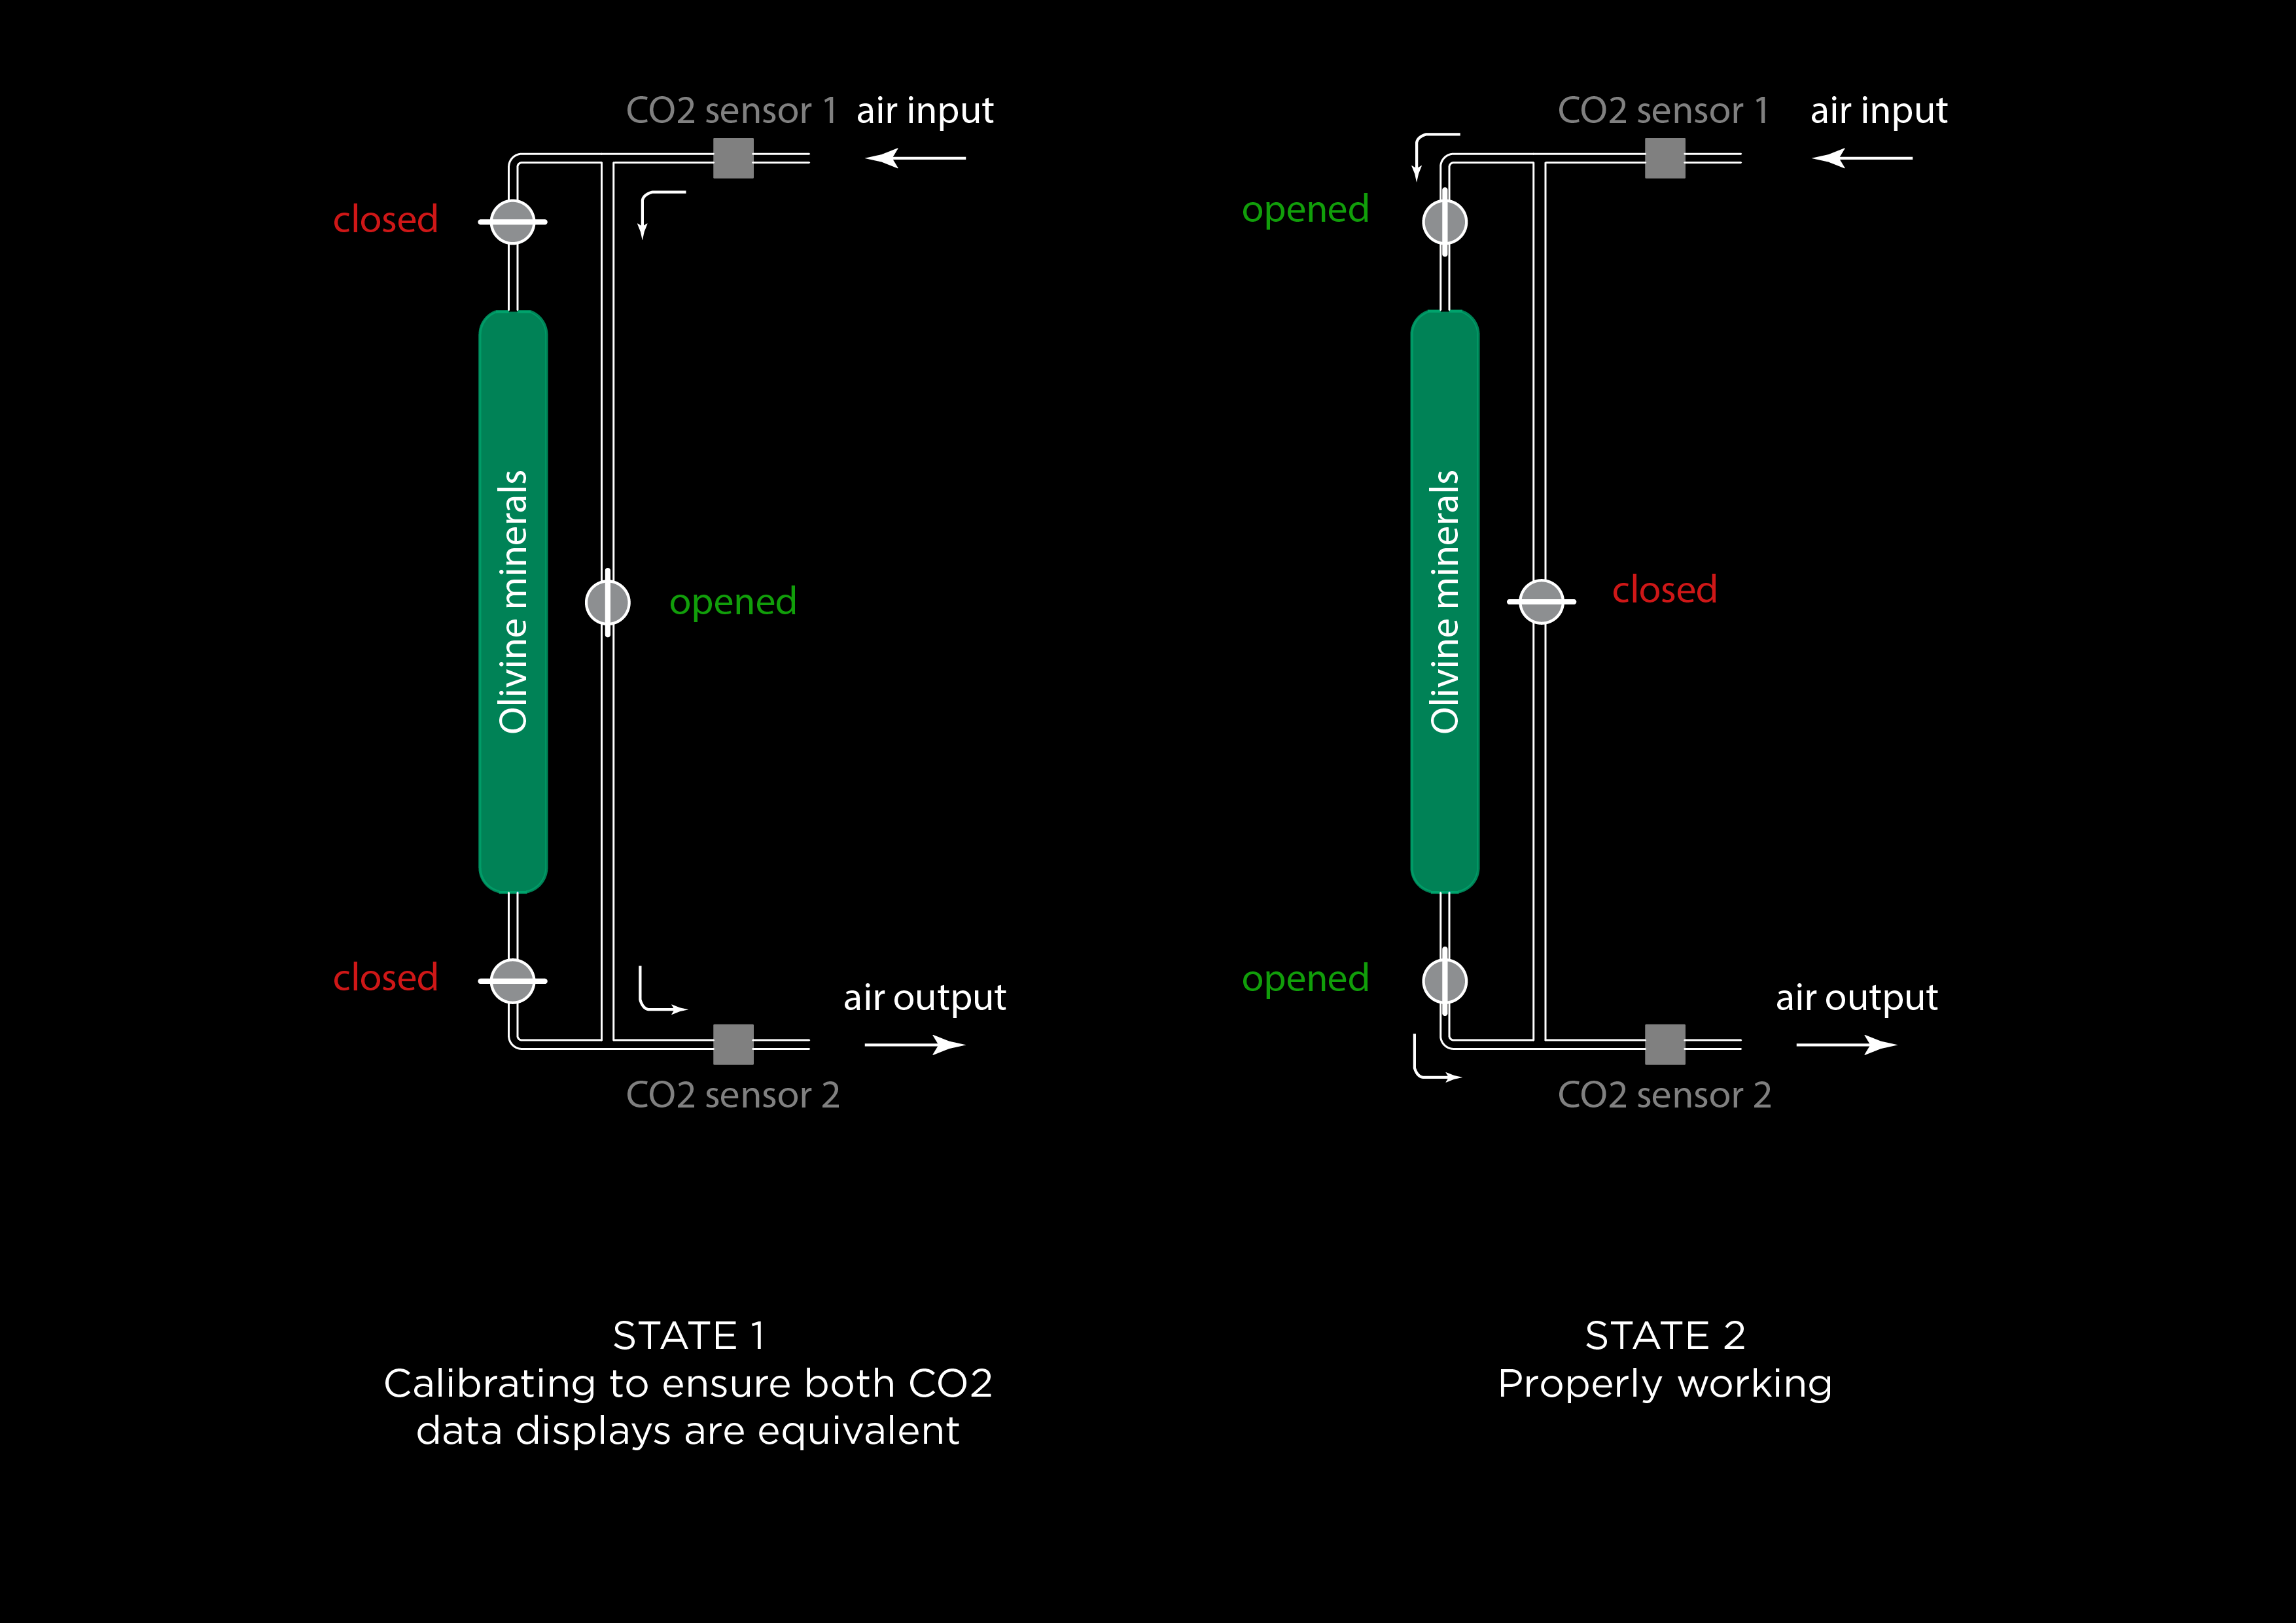 CO2 sensor 1
air input
closed
Olivine minerals
opened
closed
air output
CO2 sensor 2
STATE 1
Calibrating to ensure both CO2
data displays are equivalent
CO2 sensor 1
air input
opened
Olivine minerals
closed
opened
air output
CO2 sensor 2
STATE 2
Properly working